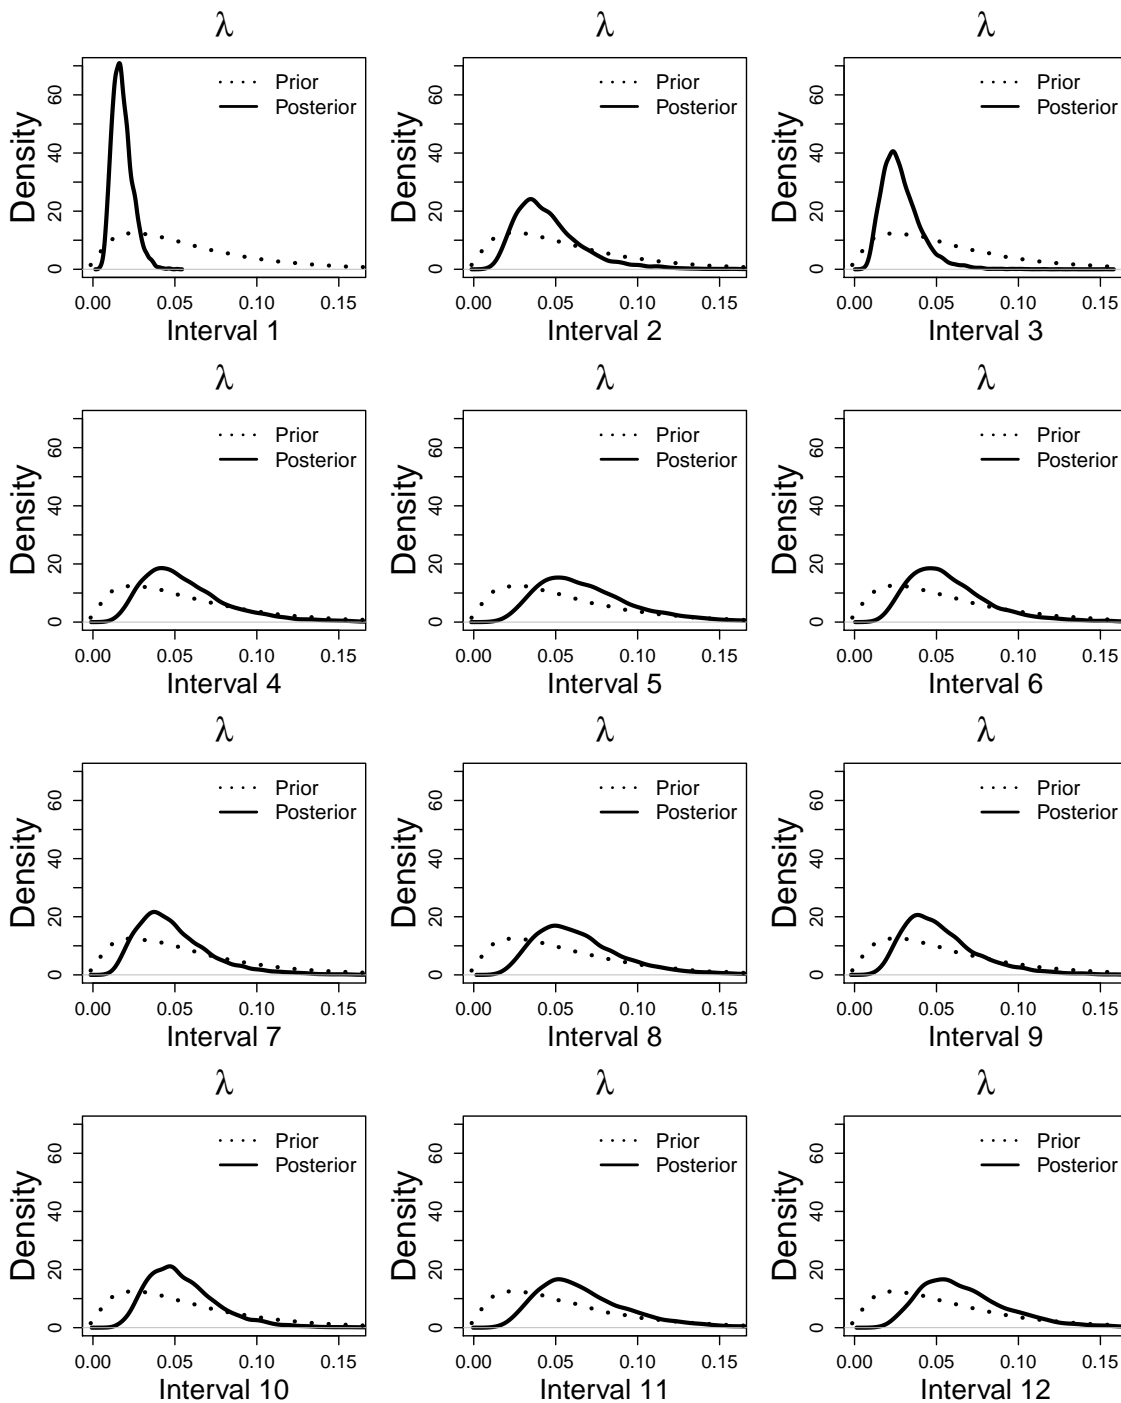 λ λ λ
Density 0 20 40 60 Prior Posterior Density 0 20 40 60 Prior Posterior Density 0 20 40 60 Prior Posterior
0.00 0.05 0.10 0.15 0.00 0.05 0.10 0.15 0.00 0.05 0.10 0.15
Interval 1 Interval 2 Interval 3
λ λ λ
Density 0 20 40 60 Prior Posterior Density 0 20 40 60 Prior Posterior Density 0 20 40 60 Prior Posterior
0.00 0.05 0.10 0.15 0.00 0.05 0.10 0.15 0.00 0.05 0.10 0.15
Interval 4 Interval 5 Interval 6
λ λ λ
Density 0 20 40 60 Prior Posterior Density 0 20 40 60 Prior Posterior Density 0 20 40 60 Prior Posterior
0.00 0.05 0.10 0.15 0.00 0.05 0.10 0.15 0.00 0.05 0.10 0.15
Interval 7 Interval 8 Interval 9
λ λ λ
Density 0 20 40 60 Prior Posterior Density 0 20 40 60 Prior Posterior Density 0 20 40 60 Prior Posterior
0.00 0.05 0.10 0.15 0.00 0.05 0.10 0.15 0.00 0.05 0.10 0.15
Interval 10 Interval 11 Interval 12